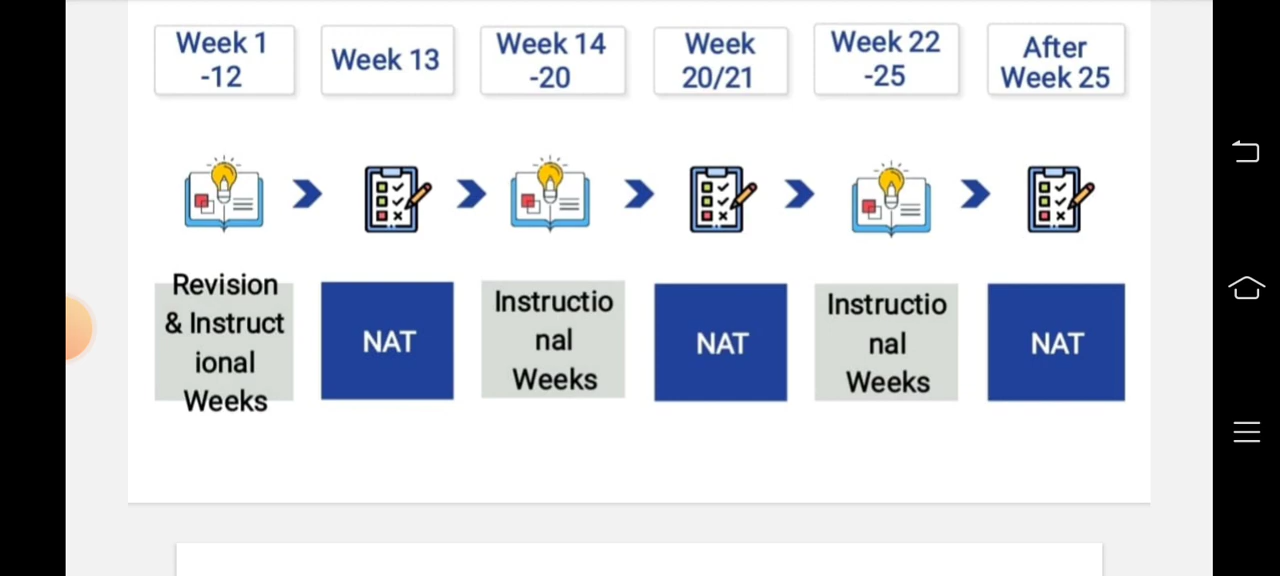 Week 1
-12
Week 13
Week 14
-20
Week
20/21
Week 22
-25
After
Week 25
Revision
& Instruct
ional
Weeks
NAT
Instructio
nal
Weeks
NAT
Instructio
nal
Weeks
NAT